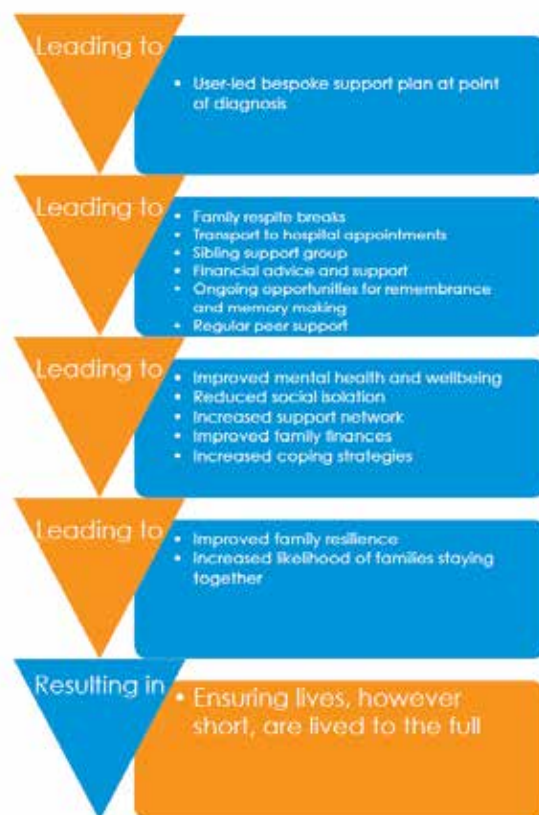 Leading to
• User-led bespoke support plan at point
of diagnosis
Leading to
• Family respite breaks
• Transport to hospital appointments
• Sibling support group
• Financial advice and support
• Ongoing opportunities for remembrance
and memory making
• Regular peer support
Leading to
• Improved mental health and wellbeing
• Reduced social isolation
• Increased support network
• Improved family finances
• Increased coping strategies
Leading to
• Improved family resilience
• Increased likelihood of families staying
together
Resulting in
• Ensuring lives, however
short, are lived to the full